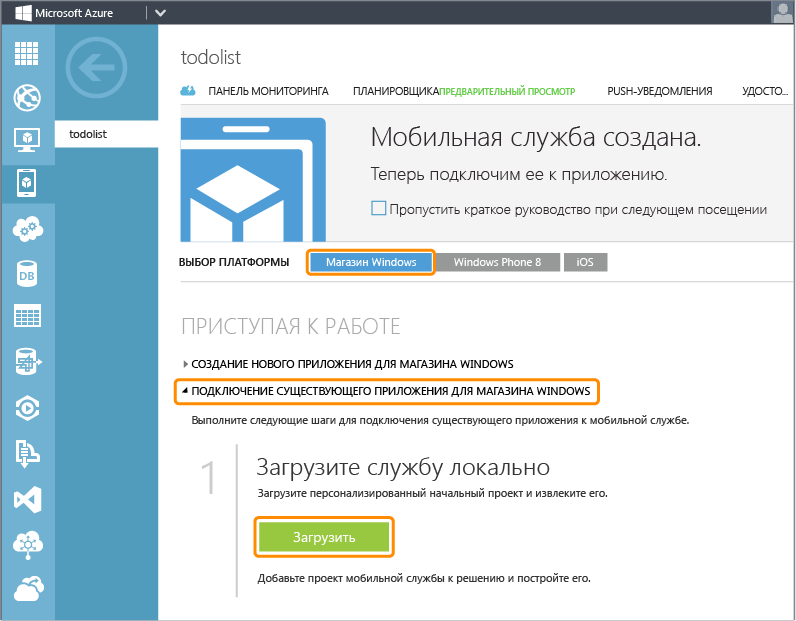 Microsoft Azure
todolist
todolist
ПАНЕЛЬ МОНИТОРИНГА ПЛАНИРОВЩИКА ПРЕДВАРИТЕЛЬНЫЙ ПРОСМОТР PUSH-УВЕДОМЛЕНИЯ УДОСТО...
Мобильная служба создана.
Теперь подключим ее к приложению.
Пропустить краткое руководство при следующем посещении
ВЫБОР ПЛАТФОРМЫ Магазин Windows Windows Phone 8 iOS
ПРИСТУПАЯ К РАБОТЕ
СОЗДАНИЕ НОВОГО ПРИЛОЖЕНИЯ ДЛЯ МАГАЗИНА WINDOWS
ПОДКЛЮЧЕНИЕ СУЩЕСТВУЮЩЕГО ПРИЛОЖЕНИЯ ДЛЯ МАГАЗИНА WINDOWS
Выполните следующие шаги для подключения существующего приложения к мобильной службе.
1 Загрузите службу локально
Загрузите персонализированный начальный проект и извлеките его.
DB
Загрузить
Добавьте проект мобильной службы к решению и постройте его.